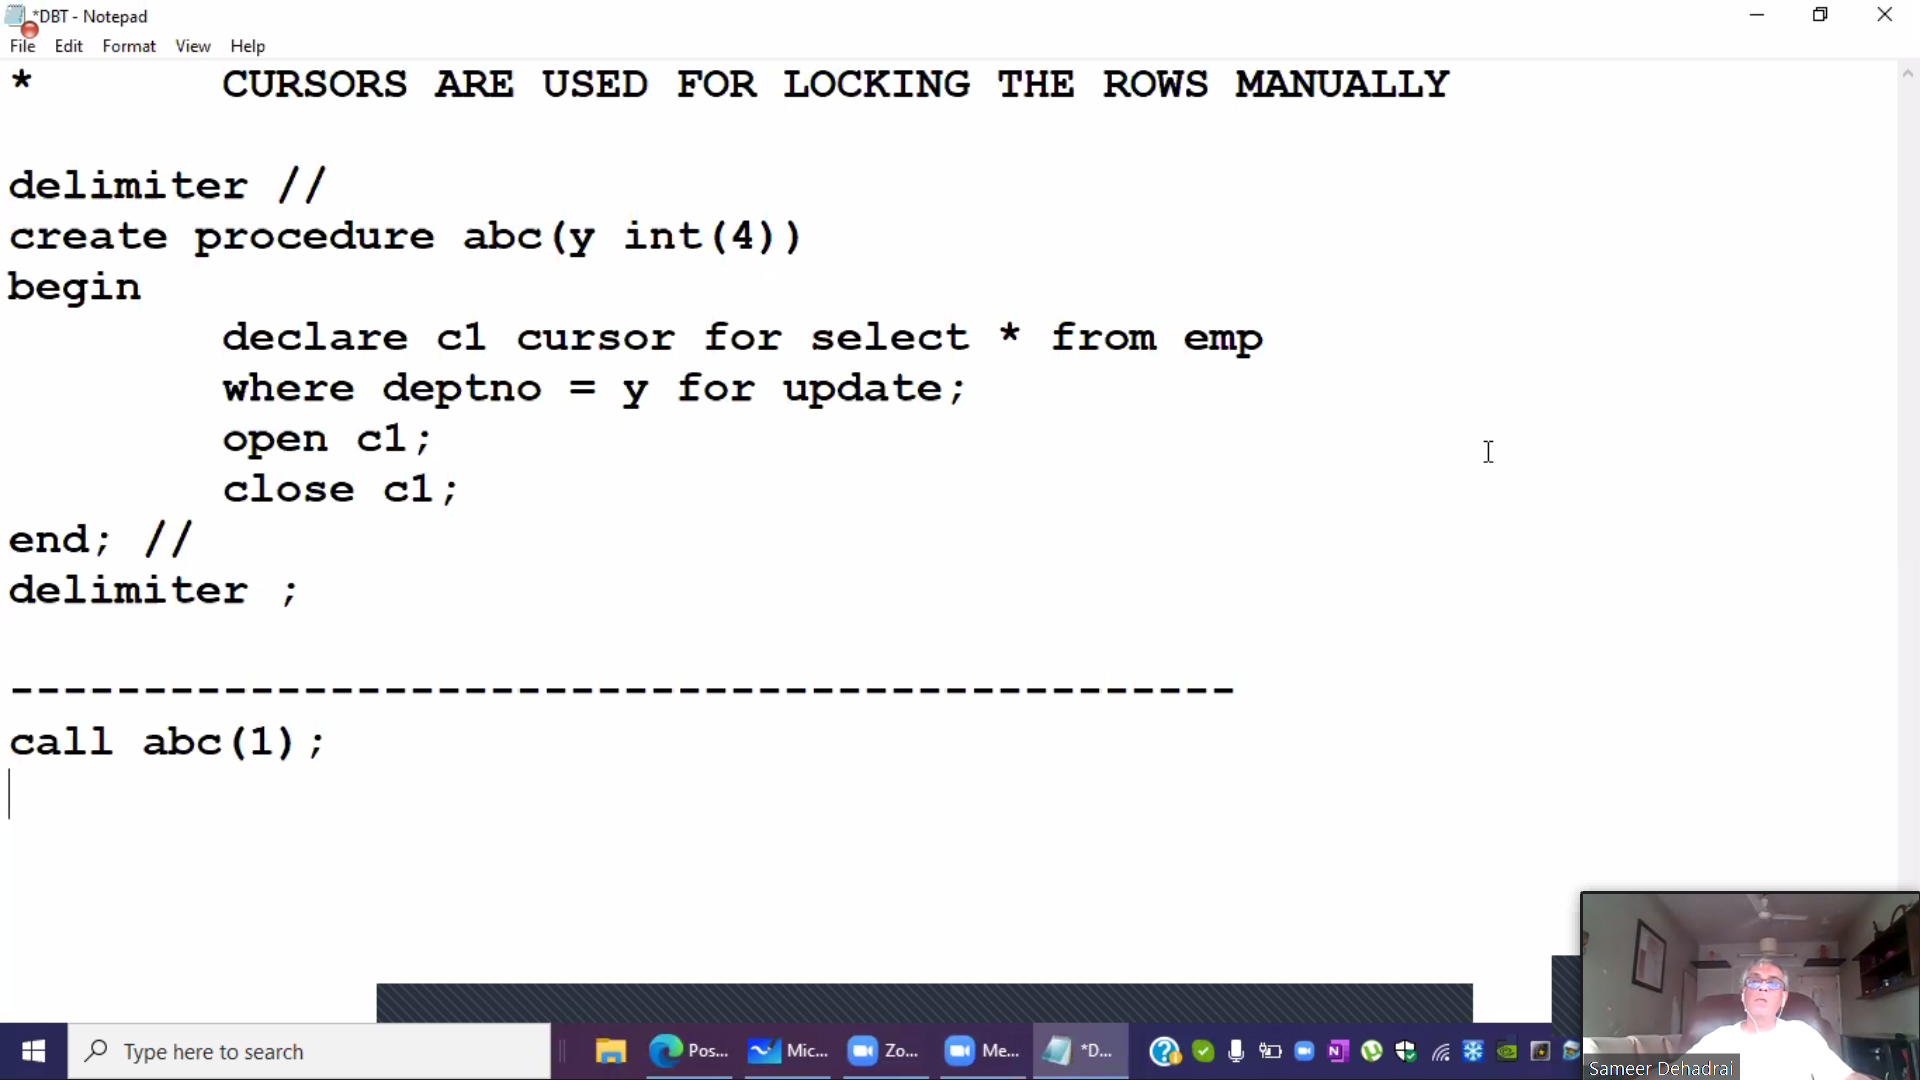 *DBT - Notepad
File Edit Format View Help
* CURSORS ARE USED FOR LOCKING THE ROWS MANUALLY
delimiter //
create procedure abc(y int(4))
begin
declare c1 cursor for select * from emp
where deptno = y for update;
open c1;
close c1;
end; //
delimiter ;
----------------------------------------------
call abc(1);
Type here to search
Pos...
Mic...
Zo...
Me...
*D...
Sameer Dehadrai